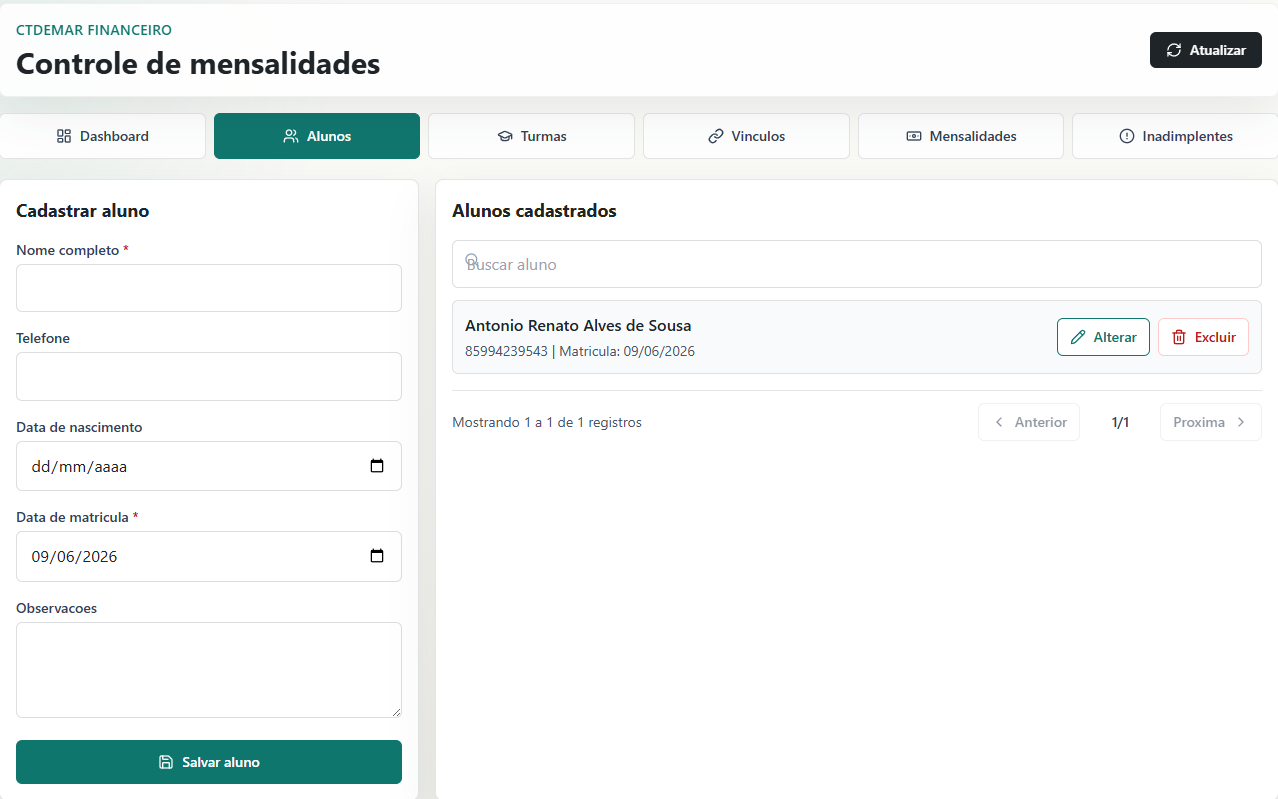 CTDEMAR FINANCEIRO
Controle de mensalidades
Atualizar
Dashboard
Alunos
Turmas
Vinculos
Mensalidades
Inadimplentes
Cadastrar aluno
Nome completo *
Telefone
Data de nascimento
dd/mm/aaaa
Data de matricula *
09/06/2026
Observacoes
Salvar aluno
Alunos cadastrados
Buscar aluno
Antonio Renato Alves de Sousa
85994239543 | Matricula: 09/06/2026
Alterar
Excluir
Mostrando 1 a 1 de 1 registros
Anterior
1/1
Proxima